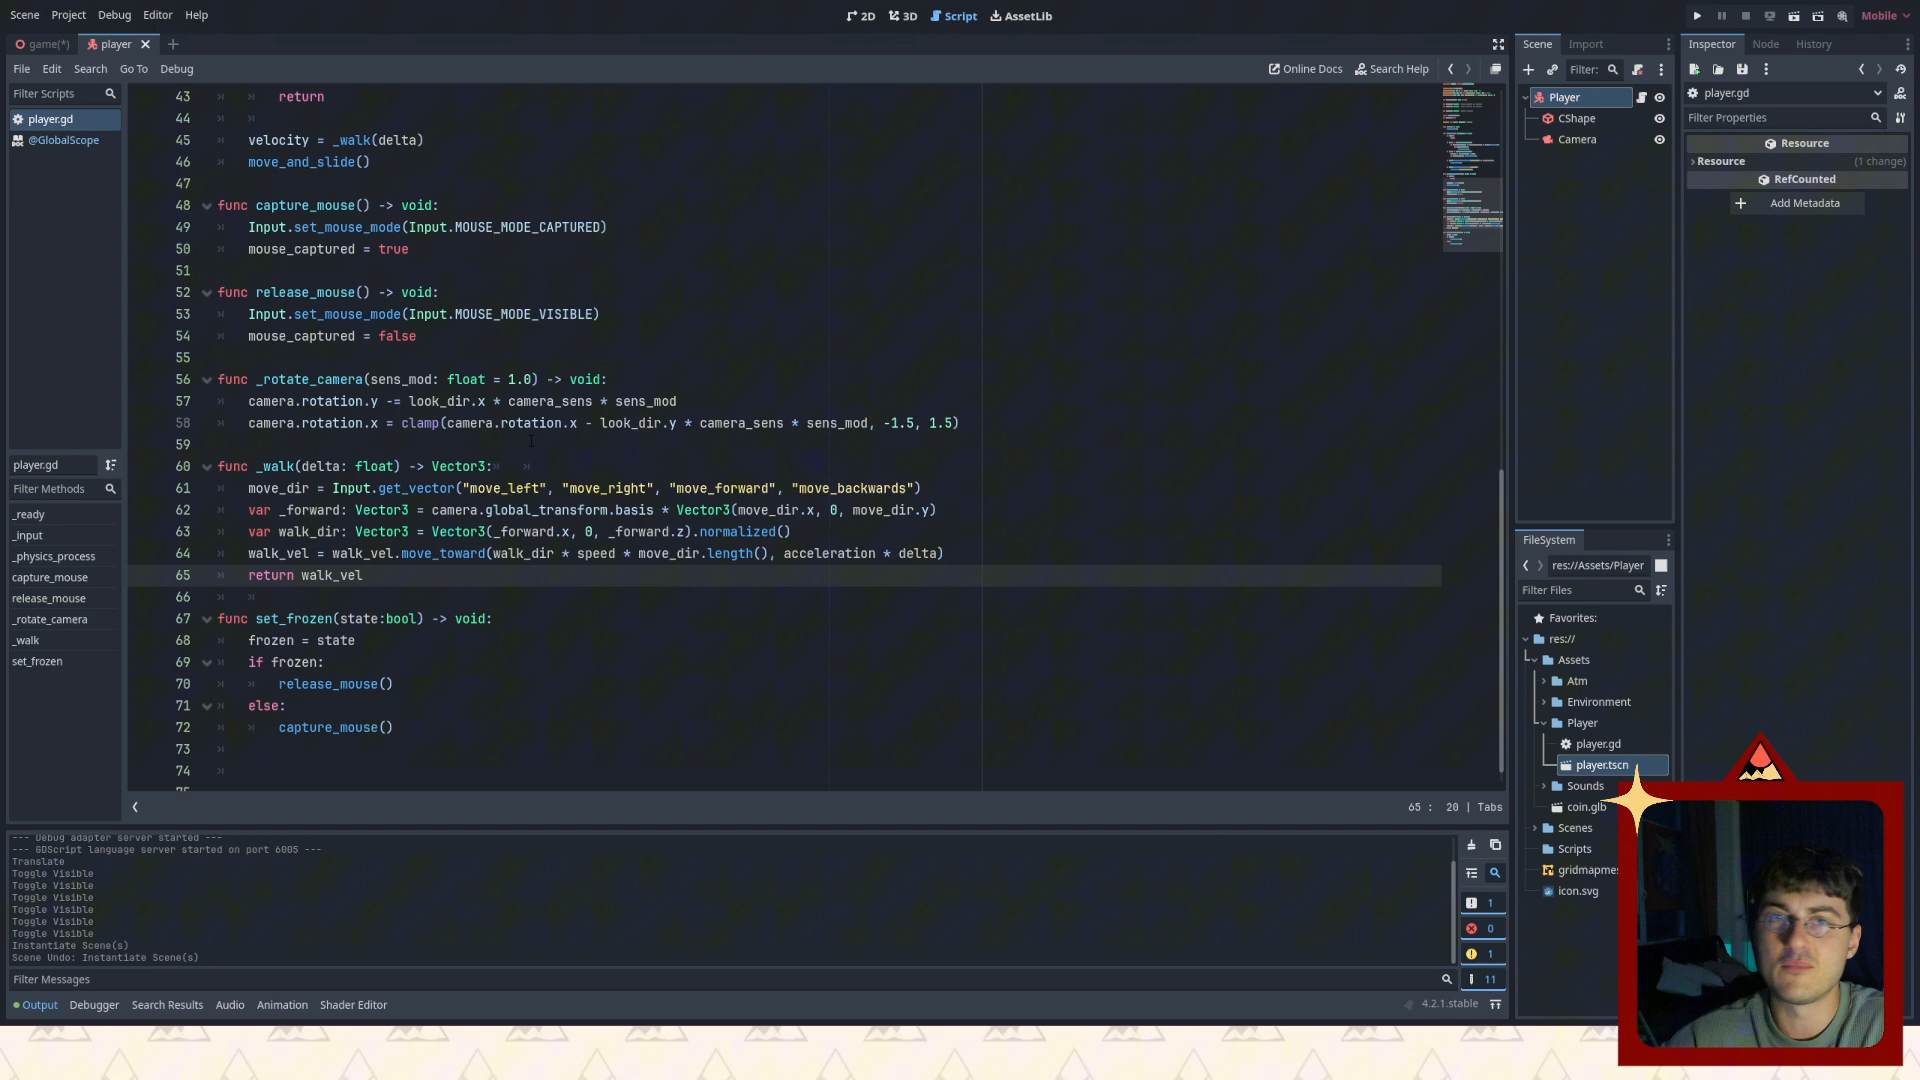 Scene Project Debug Editor Help
2D 3D Script AssetLib
Mobile
game(*) player
File Edit Search Go To Debug
Online Docs Search Help
Filter Scripts
player.gd
@GlobalScope
player.gd
Filter Methods
_ready
_input
_physics_process
capture_mouse
release_mouse
_rotate_camera
_walk
set_frozen
43 return
44
45 velocity = _walk(delta)
46 move_and_slide()
47
48 func capture_mouse() -> void:
49 Input.set_mouse_mode(Input.MOUSE_MODE_CAPTURED)
50 mouse_captured = true
51
52 func release_mouse() -> void:
53 Input.set_mouse_mode(Input.MOUSE_MODE_VISIBLE)
54 mouse_captured = false
55
56 func _rotate_camera(sens_mod: float = 1.0) -> void:
57 camera.rotation.y -= look_dir.x * camera_sens * sens_mod
58 camera.rotation.x = clamp(camera.rotation.x - look_dir.y * camera_sens * sens_mod, -1.5, 1.5)
59
60 func _walk(delta: float) -> Vector3:
61 move_dir = Input.get_vector("move_left", "move_right", "move_forward", "move_backwards")
62 var _forward: Vector3 = camera.global_transform.basis * Vector3(move_dir.x, 0, move_dir.y)
63 var walk_dir: Vector3 = Vector3(_forward.x, 0, _forward.z).normalized()
64 walk_vel = walk_vel.move_toward(walk_dir * speed * move_dir.length(), acceleration * delta)
65 return walk_vel
66
67 func set_frozen(state:bool) -> void:
68 frozen = state
69 if frozen:
70 release_mouse()
71 else:
72 capture_mouse()
73
74
65 : 20 | Tabs
--- Debug adapter server started ---
--- GDScript language server started on port 6005 ---
Translate
Toggle Visible
Toggle Visible
Toggle Visible
Toggle Visible
Toggle Visible
Toggle Visible
Instantiate Scene(s)
Scene Undo: Instantiate Scene(s)
1
0
1
11
Filter Messages
Output Debugger Search Results Audio Animation Shader Editor
4.2.1.stable
Scene Import
Filter:
Player
CShape
Camera
FileSystem
res://Assets/Player
Filter Files
Favorites:
res://
Assets
Atm
Environment
Player
player.gd
player.tscn
Sounds
coin.glb
Scenes
Scripts
gridmapmes
icon.svg
Inspector Node History
player.gd
Filter Properties
Resource
Resource (1 change)
RefCounted
Add Metadata